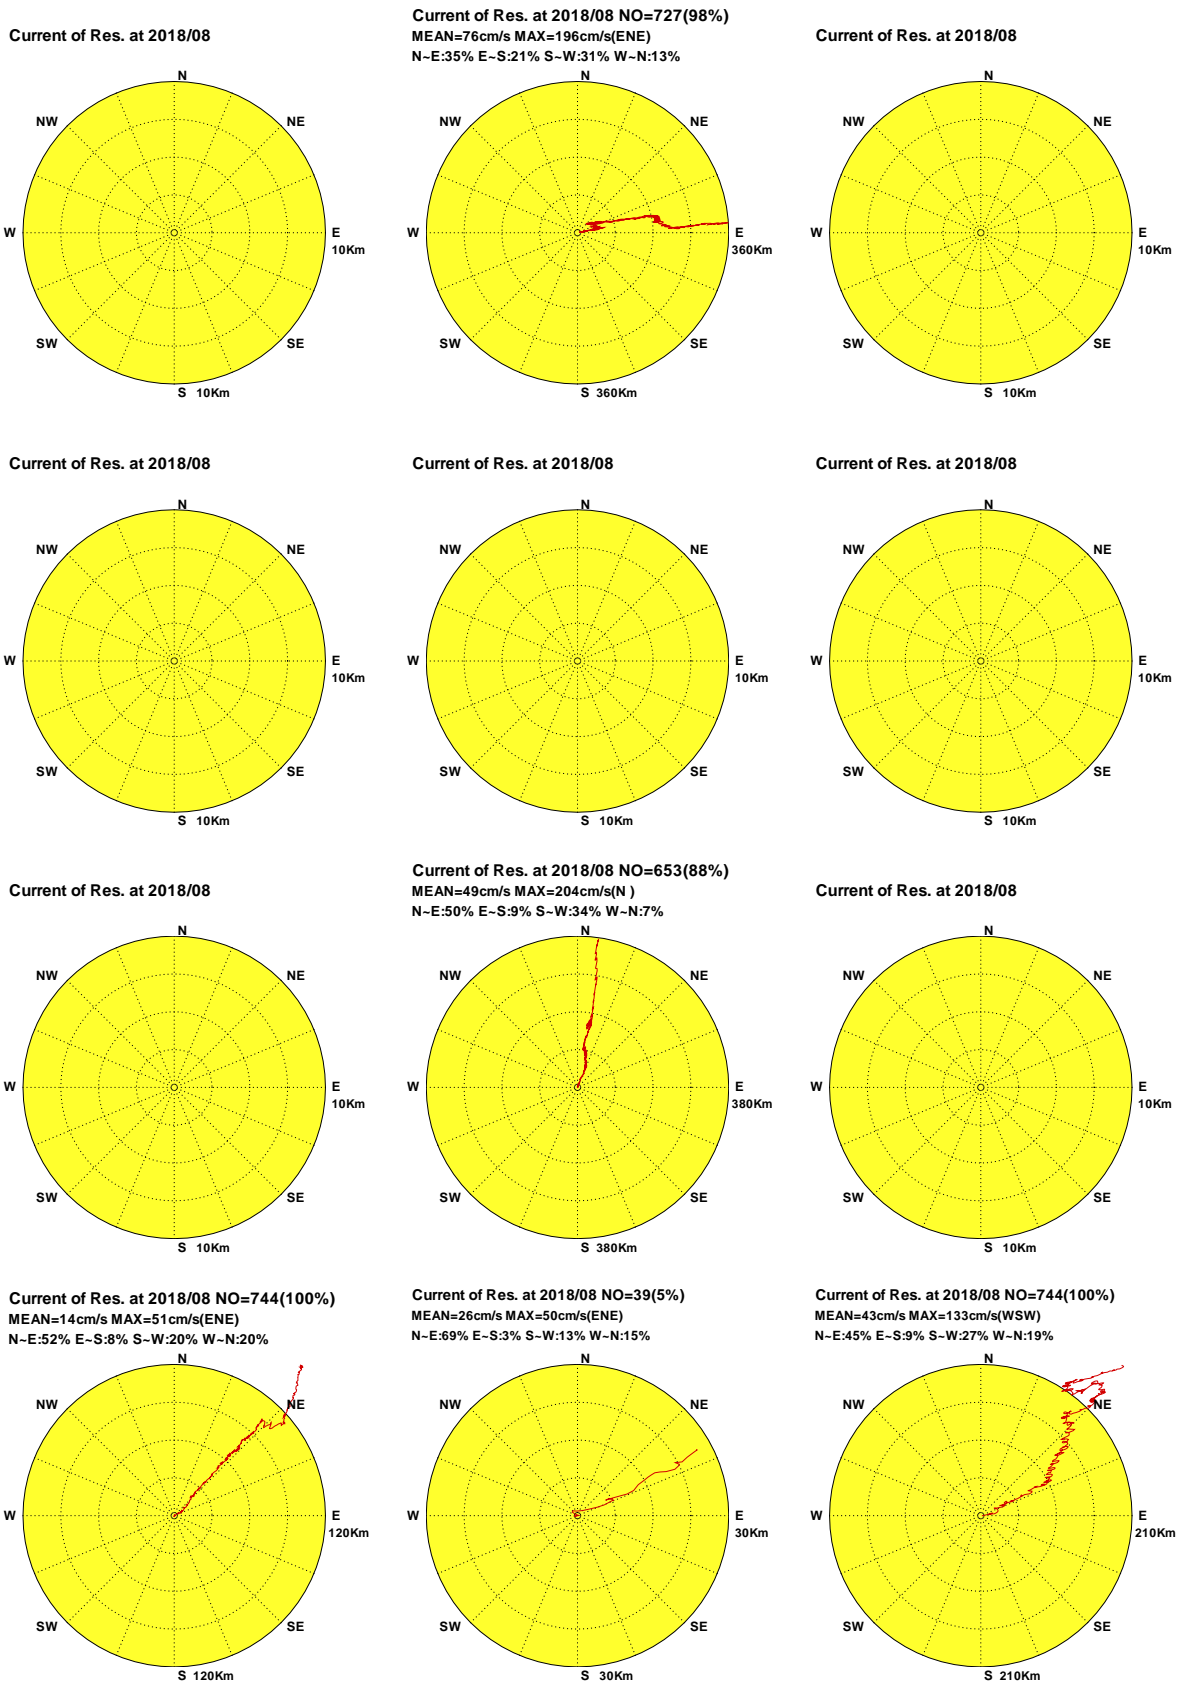 Current of Res. at 2018/08
N
NW
NE
W
E
10Km
SW
SE
S 10Km
Current of Res. at 2018/08 NO=727(98%)
MEAN=76cm/s MAX=196cm/s(ENE)
N~E:35% E~S:21% S~W:31% W~N:13%
N
NW
NE
E
360Km
SW
SE
S 360Km
Current of Res. at 2018/08
N
NW
NE
W
E
10Km
SW
SE
S 10Km
Current of Res. at 2018/08
N
NW
NE
W
E
10Km
SW
SE
S 10Km
Current of Res. at 2018/08
N
NW
NE
W
E
10Km
SW
SE
S 10Km
Current of Res. at 2018/08
N
NW
NE
W
E
10Km
SW
SE
S 10Km
Current of Res. at 2018/08
N
NW
NE
W
E
10Km
SW
SE
S 10Km
Current of Res. at 2018/08 NO=653(88%)
MEAN=49cm/s MAX=204cm/s(N )
N~E:50% E~S:9% S~W:34% W~N:7%
N
NW
NE
W
E
380Km
SW
SE
S 380Km
Current of Res. at 2018/08
N
NW
NE
W
E
10Km
SW
SE
S 10Km
Current of Res. at 2018/08 NO=744(100%)
MEAN=14cm/s MAX=51cm/s(ENE)
N~E:52% E~S:8% S~W:20% W~N:20%
N
NW
NE
W
E
120Km
SW
SE
S 120Km
Current of Res. at 2018/08 NO=39(5%)
MEAN=26cm/s MAX=50cm/s(ENE)
N~E:69% E~S:3% S~W:13% W~N:15%
N
NW
NE
W
E
30Km
SW
SE
S 30Km
Current of Res. at 2018/08 NO=744(100%)
MEAN=43cm/s MAX=133cm/s(WSW)
N~E:45% E~S:9% S~W:27% W~N:19%
N
NW
NE
W
E
210Km
SW
SE
S 210Km